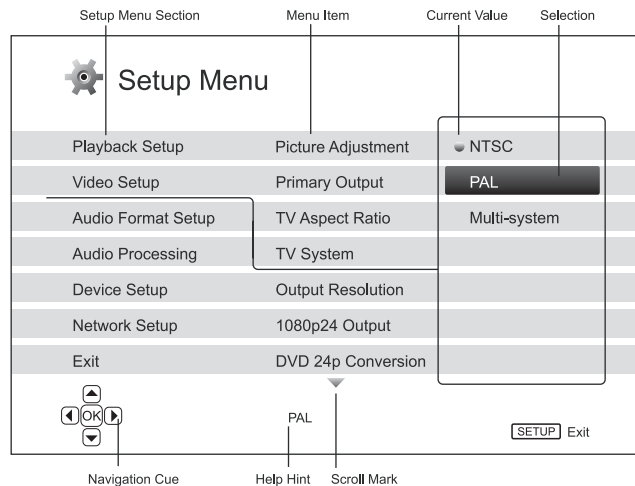 Setup Menu Section Menu Item Current Value Selection
Setup Menu
Playback Setup Picture Adjustment NTSC
Video Setup Primary Output PAL
Audio Format Setup TV Aspect Ratio Multi-system
Audio Processing TV System
Device Setup Output Resolution
Network Setup 1080p24 Output
Exit DVD 24p Conversion
OK PAL SETUP Exit
Navigation Cue Help Hint Scroll Mark